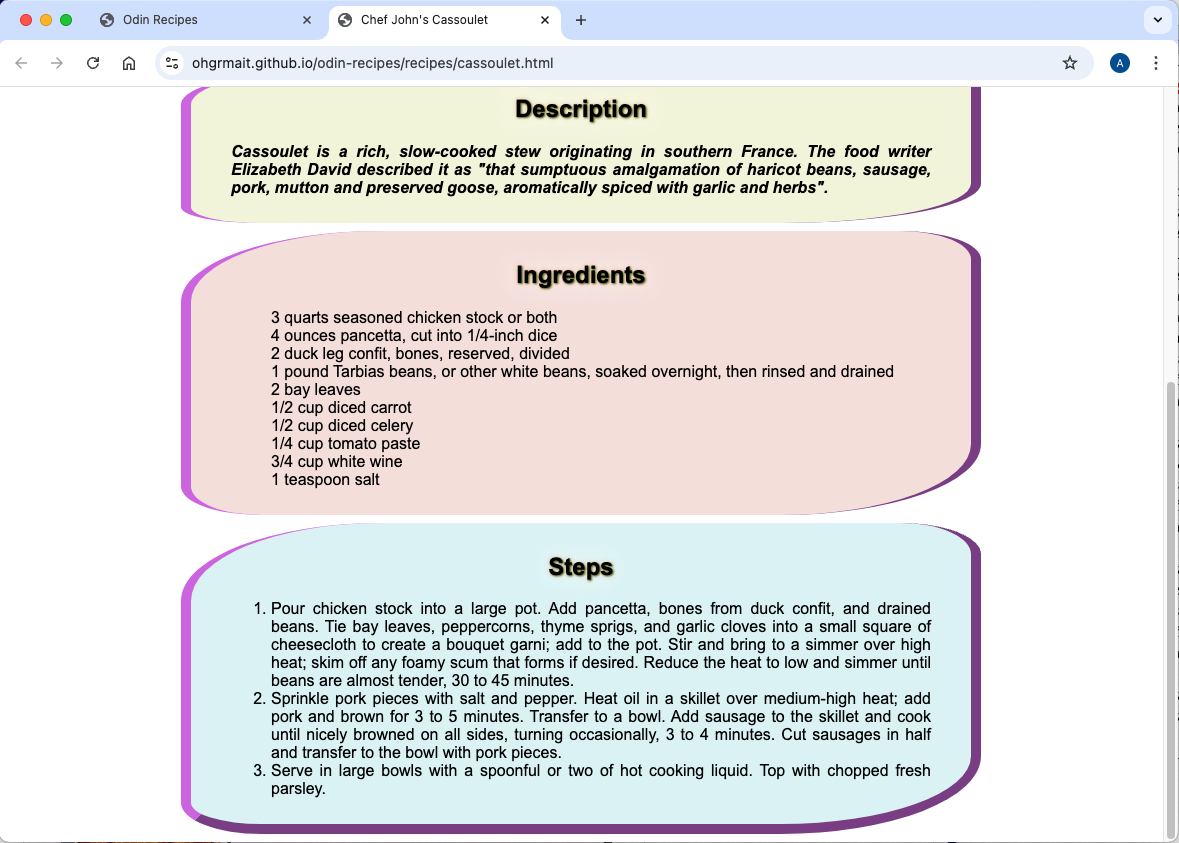 Odin Recipes
Chef John's Cassoulet
ohgrmait.github.io/odin-recipes/recipes/cassoulet.html
A
Description
Cassoulet is a rich, slow-cooked stew originating in southern France. The food writer
Elizabeth David described it as "that sumptuous amalgamation of haricot beans, sausage,
pork, mutton and preserved goose, aromatically spiced with garlic and herbs".
Ingredients
3 quarts seasoned chicken stock or both
4 ounces pancetta, cut into 1/4-inch dice
2 duck leg confit, bones, reserved, divided
1 pound Tarbias beans, or other white beans, soaked overnight, then rinsed and drained
2 bay leaves
1/2 cup diced carrot
1/2 cup diced celery
1/4 cup tomato paste
3/4 cup white wine
1 teaspoon salt
Steps
1. Pour chicken stock into a large pot. Add pancetta, bones from duck confit, and drained
beans. Tie bay leaves, peppercorns, thyme sprigs, and garlic cloves into a small square of
cheesecloth to create a bouquet garni; add to the pot. Stir and bring to a simmer over high
heat; skim off any foamy scum that forms if desired. Reduce the heat to low and simmer until
beans are almost tender, 30 to 45 minutes.
2. Sprinkle pork pieces with salt and pepper. Heat oil in a skillet over medium-high heat; add
pork and brown for 3 to 5 minutes. Transfer to a bowl. Add sausage to the skillet and cook
until nicely browned on all sides, turning occasionally, 3 to 4 minutes. Cut sausages in half
and transfer to the bowl with pork pieces.
3. Serve in large bowls with a spoonful or two of hot cooking liquid. Top with chopped fresh
parsley.